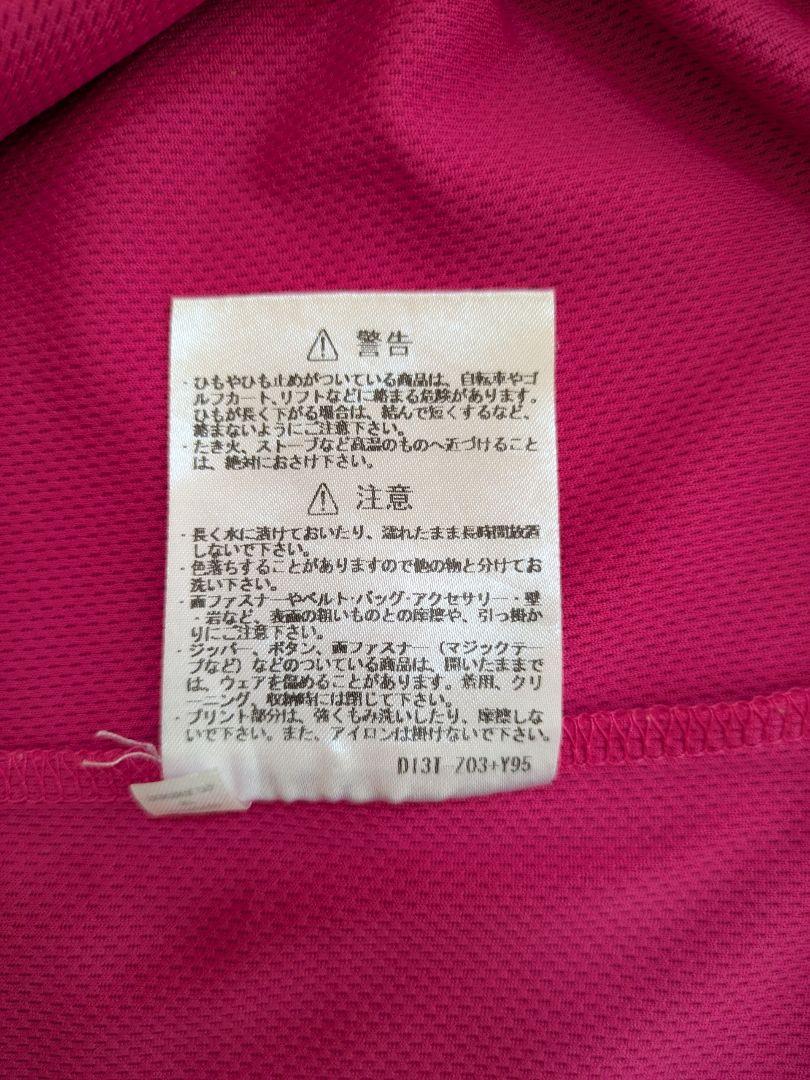 ⚠ 警告
・ひもやひも止めがついている商品は、自転車やゴ
ルフカート、リフトなどに絡まる危険があります。
ひもが長く下がる場合は、結んで短くするなど、
絡まないようにご注意下さい。
・たき火、ストーブなど高温のものへ近づけること
は、絶対におさけ下さい。
⚠ 注意
・長く水に漬けておいたり、濡れたまま長時間放置
しないで下さい。
・色落ちすることがありますので他の物と分けてお
洗い下さい。
・面ファスナーやベルト・バッグ・アクセサリー・壁
・岩など、表面の粗いものとの摩擦や、引っ掛か
りにご注意下さい。
・ジッパー、ボタン、面ファスナー（マジックテー
プなど）などのついている商品は、開いたままで
は、ウェアを傷めることがあります。着用、クリ
ーニング、収納時には閉じて下さい。
・プリント部分は、強くもみ洗いしたり、摩擦しな
いで下さい。また、アイロンは掛けないで下さい。
D13T Z03+Y95